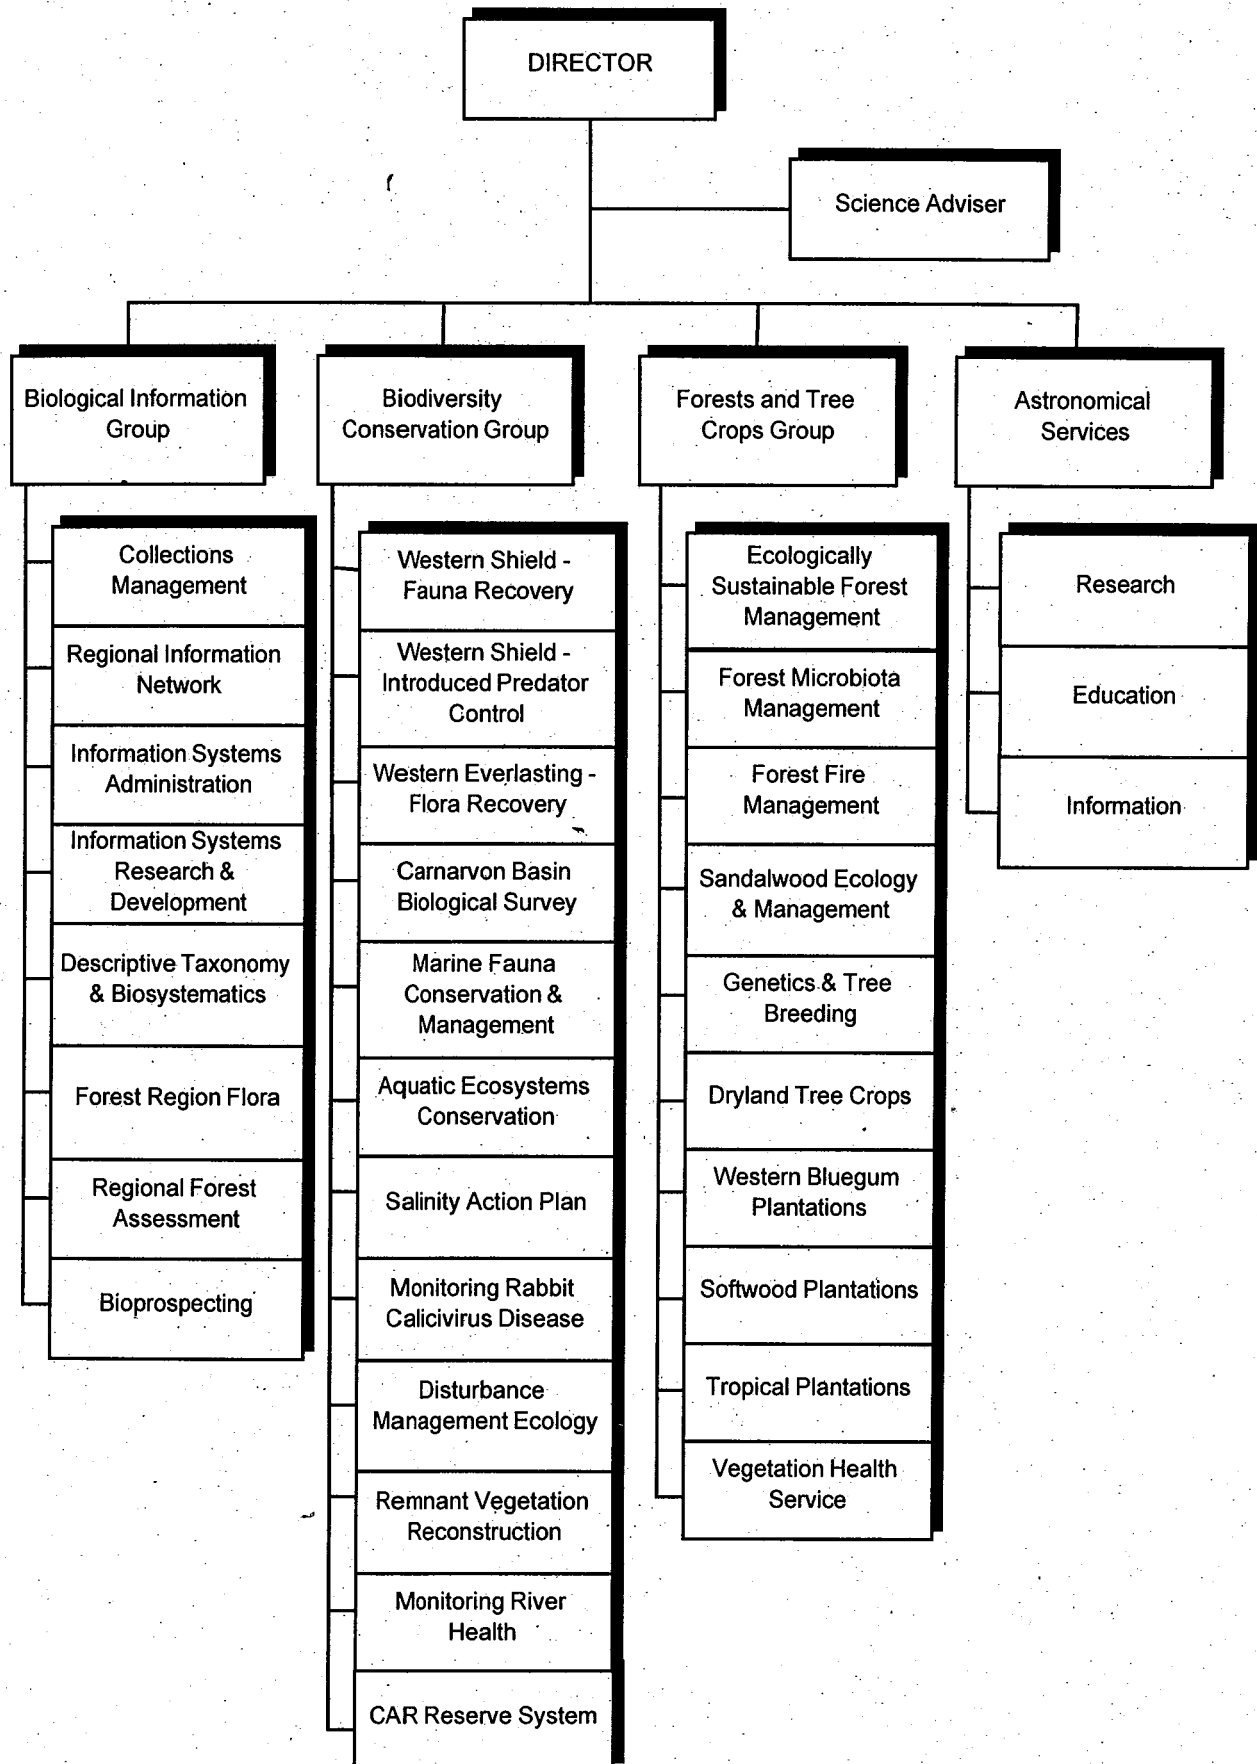 DIRECTOR
Science Adviser
Biological Information
Group
Biodiversity
Conservation Group
Forests and Tree
Crops Group
Astronomical
Services
Collections
Management
Regional Information
Network
Information Systems
Administration
Information Systems
Research &
Development
Descriptive Taxonomy
& Biosystematics
Forest Region Flora
Regional Forest
Assessment
Bioprospecting
Western Shield -
Fauna Recovery
Western Shield -
Introduced Predator
Control
Western Everlasting -
Flora Recovery
Carnarvon Basin
Biological Survey
Marine Fauna
Conservation &
Management
Aquatic Ecosystems
Conservation
Salinity Action Plan
Monitoring Rabbit
Calicivirus Disease
Disturbance
Management Ecology
Remnant Vegetation
Reconstruction
Monitoring River
Health
CAR Reserve System
Ecologically
Sustainable Forest
Management
Forest Microbiota
Management
Forest Fire
Management
Sandalwood Ecology
& Management
Genetics & Tree
Breeding
Dryland Tree Crops
Western Bluegum
Plantations
Softwood Plantations
Tropical Plantations
Vegetation Health
Service
Research
Education
Information